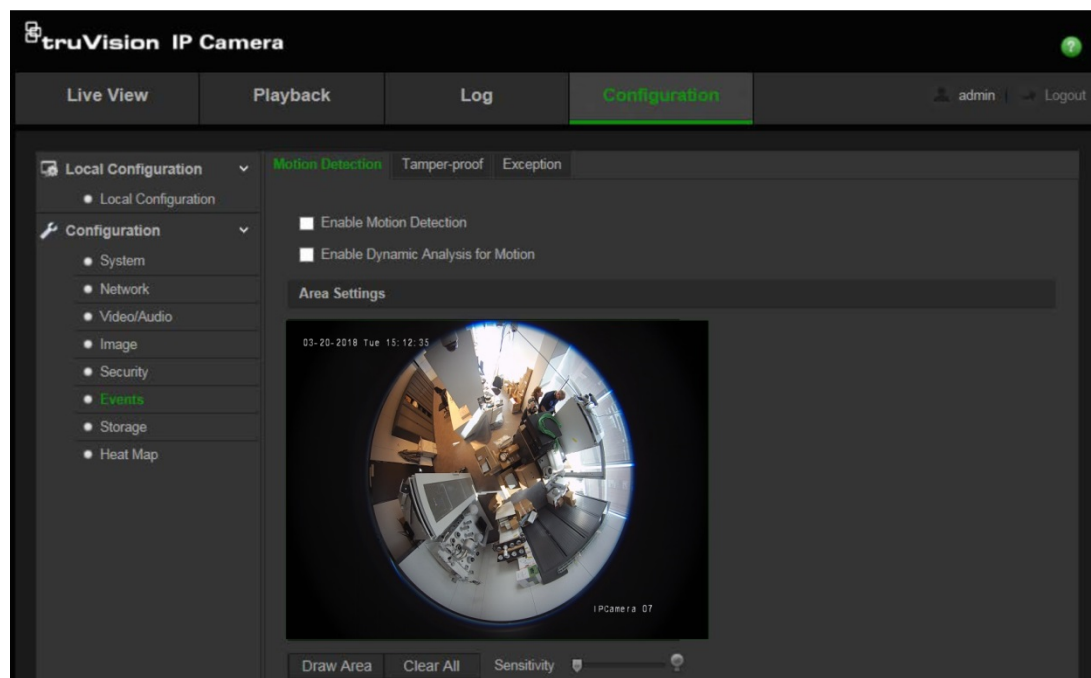 truVision IP Camera
?
Live View Playback Log Configuration admin | Logout
Motion Detection Tamper-proof Exception
Local Configuration
Local Configuration
Configuration
System
Network
Video/Audio
Image
Security
Events
Storage
Heat Map
Enable Motion Detection
Enable Dynamic Analysis for Motion
Area Settings
03-20-2018 Tue 15:12:35
IPCamera 07
Draw Area Clear All Sensitivity